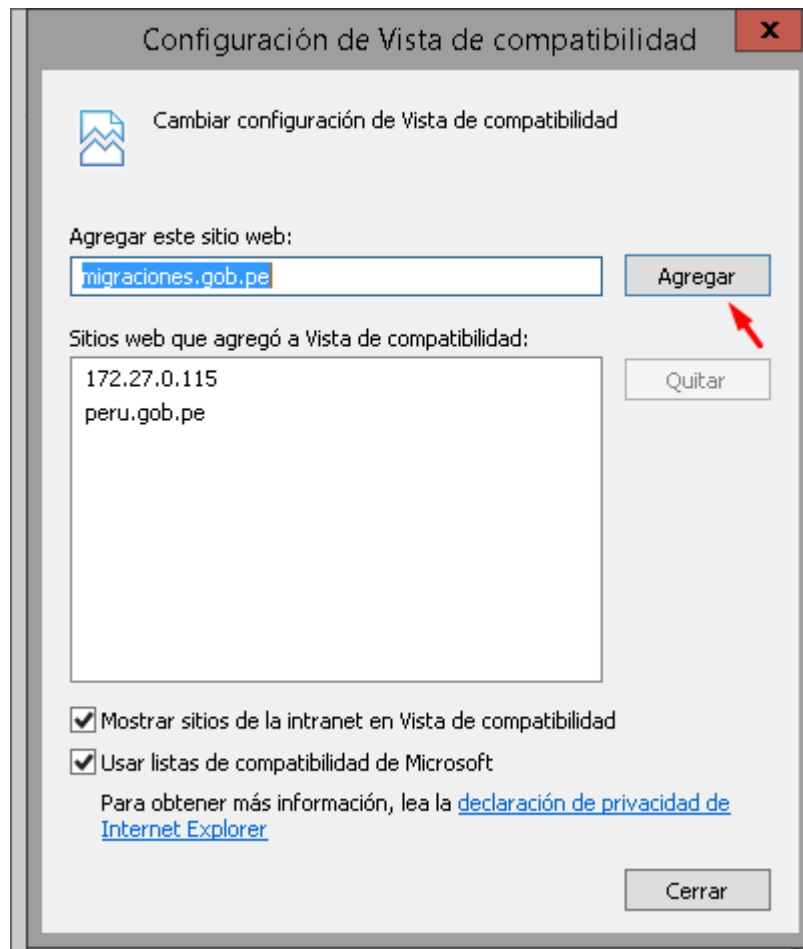 Configuración de Vista de compatibilidad
x
Cambiar configuración de Vista de compatibilidad
Agregar este sitio web:
migraciones.gob.pe
Agregar
Sitios web que agregó a Vista de compatibilidad:
172.27.0.115
peru.gob.pe
Quitar
Mostrar sitios de la intranet en Vista de compatibilidad
Usar listas de compatibilidad de Microsoft
Para obtener más información, lea la declaración de privacidad de
Internet Explorer
Cerrar